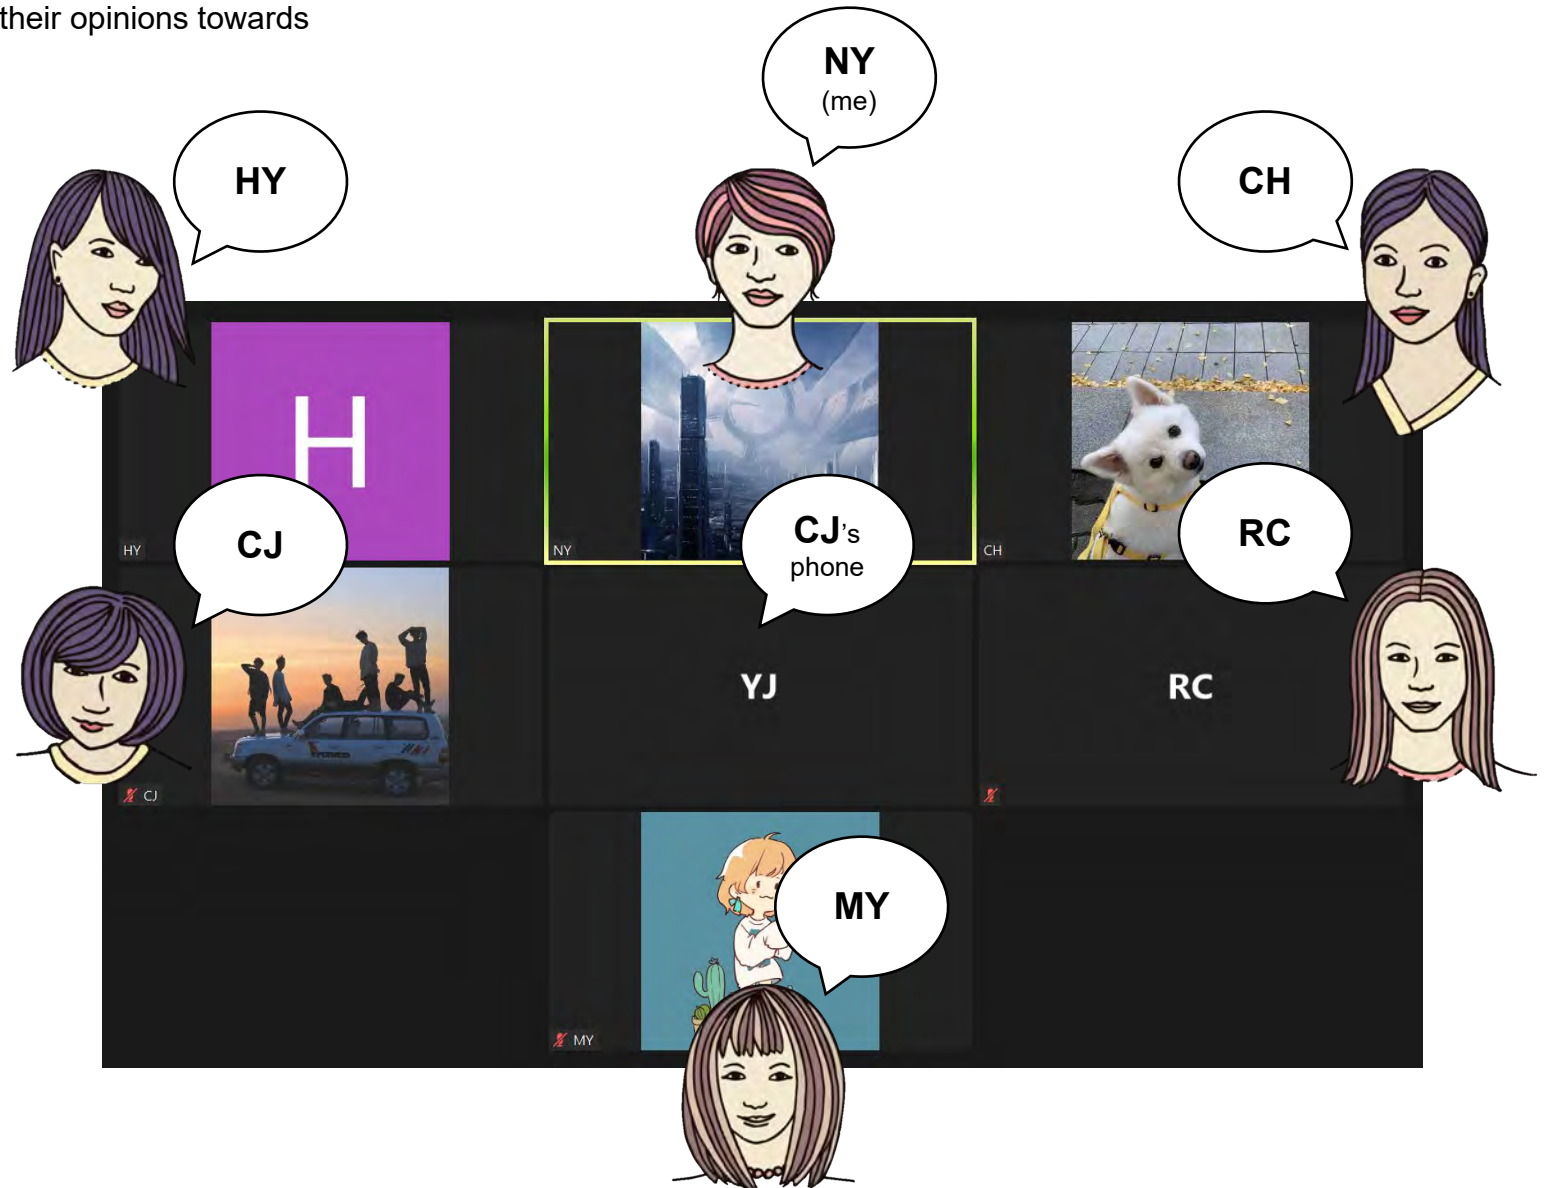 their opinions towards
NY
(me)
HY
CH
H
HY
NY
CH
CJ
CJ's
phone
RC
YJ
RC
CJ
MY
MY